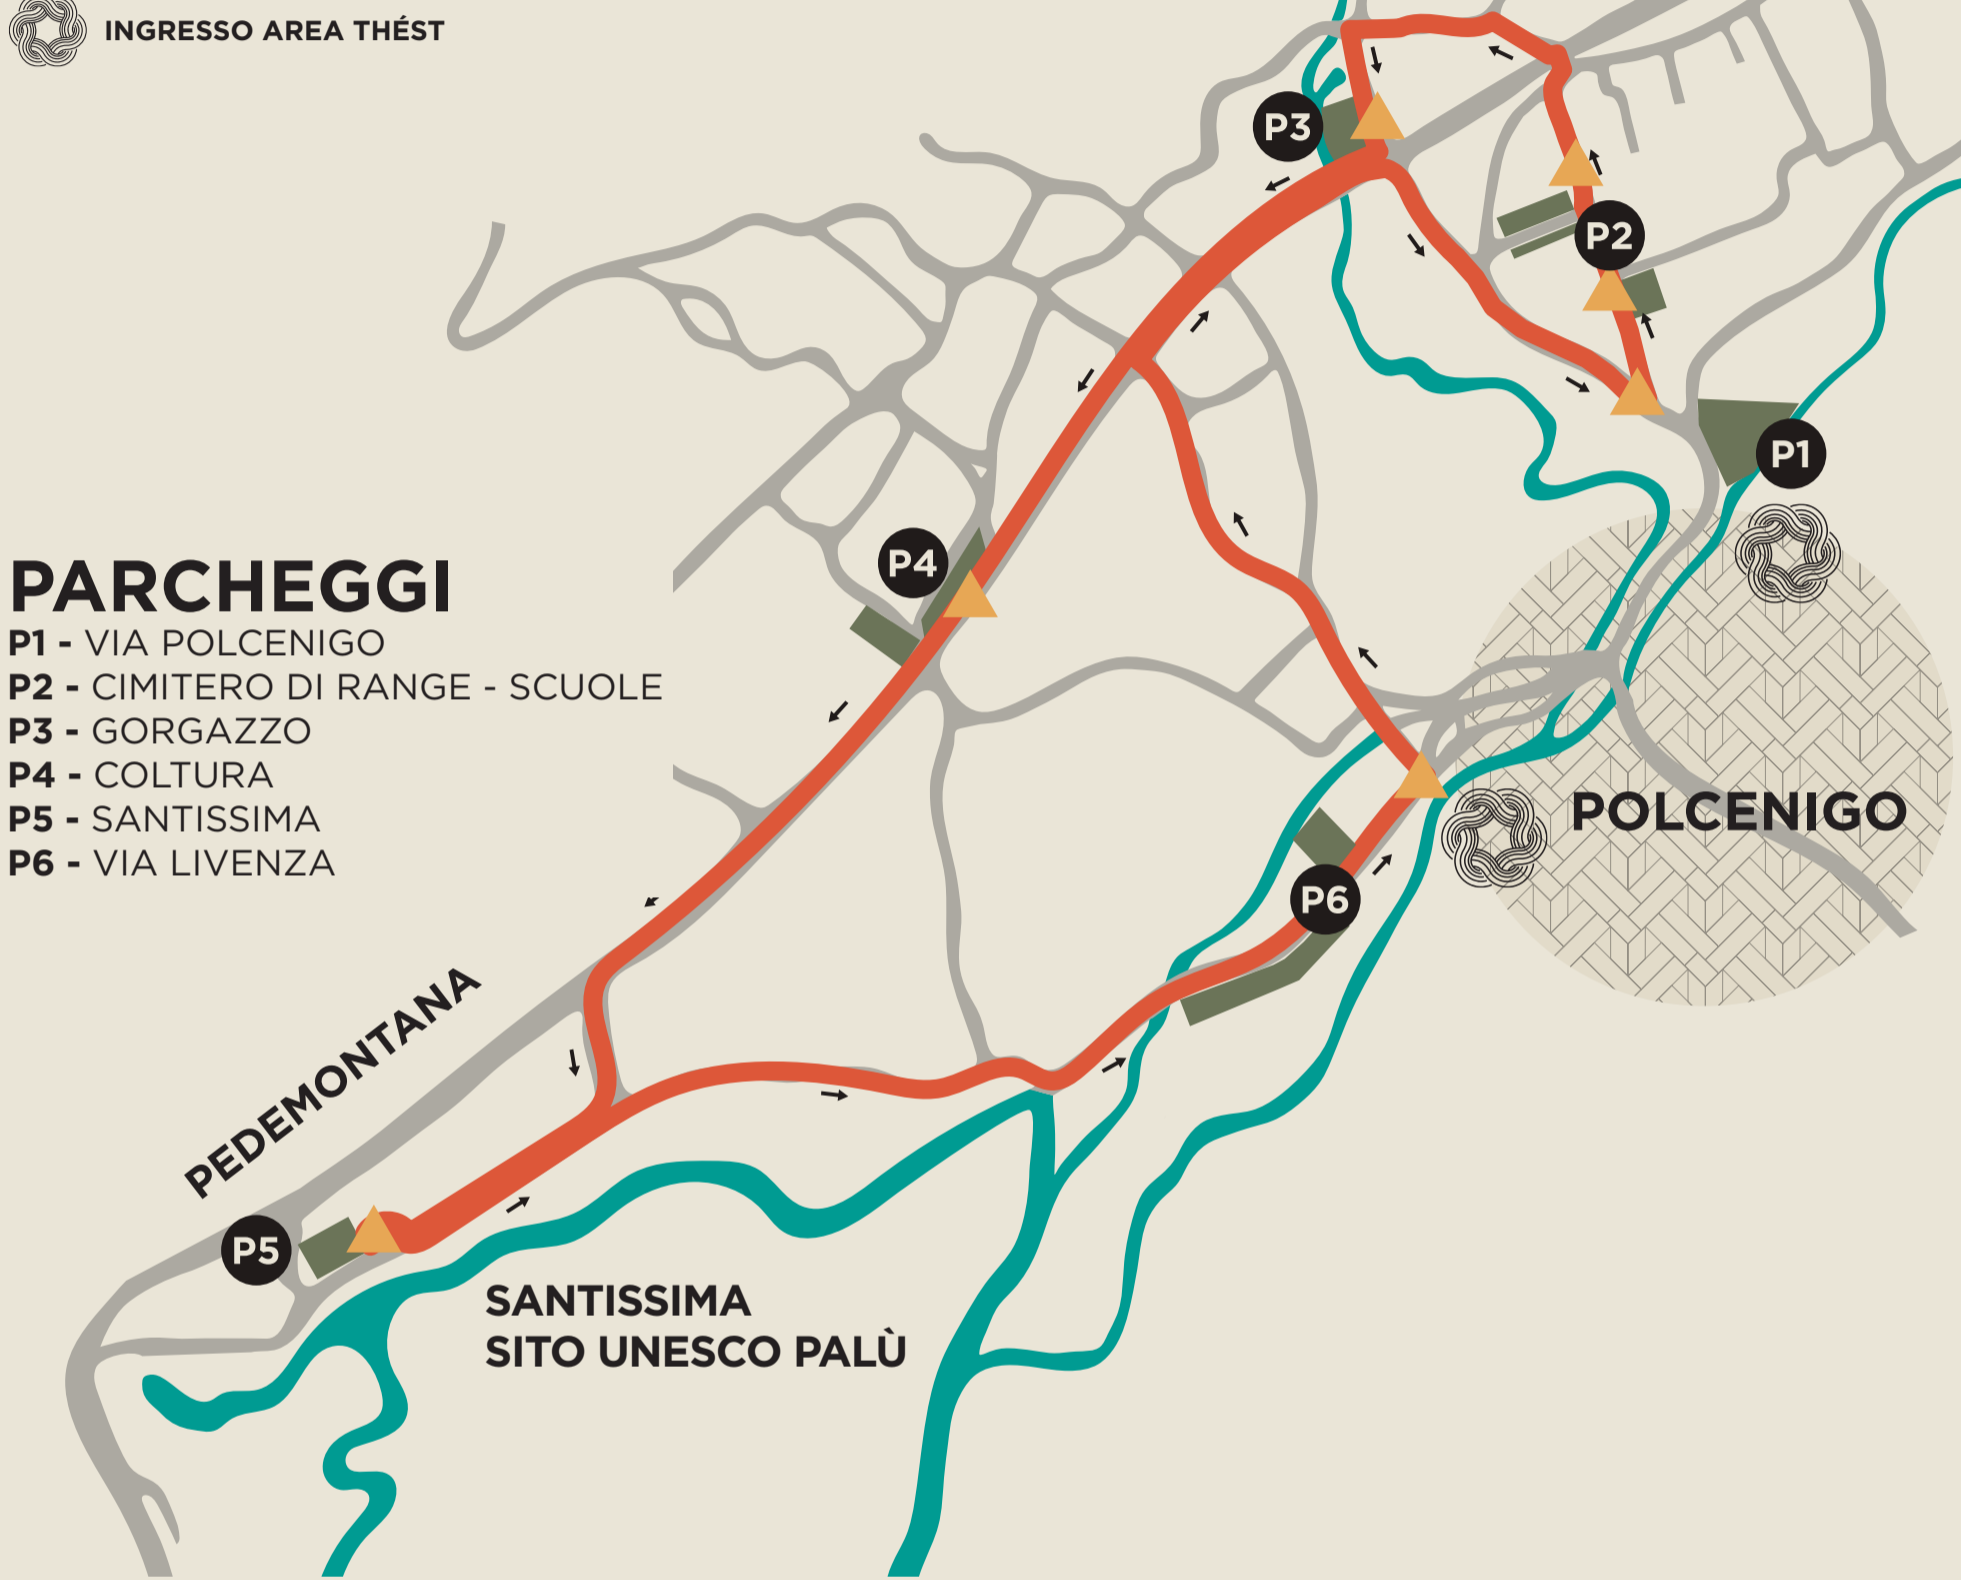 INGRESSO AREA THÉST
P3
P2
P1
P4
PARCHEGGI
P1 - VIA POLCENIGO
P2 - CIMITERO DI RANGE - SCUOLE
P3 - GORGAZZO
P4 - COLTURA
P5 - SANTISSIMA
P6 - VIA LIVENZA
POLCENIGO
P6
PEDEMONTANA
P5
SANTISSIMA
SITO UNESCO PALÙ